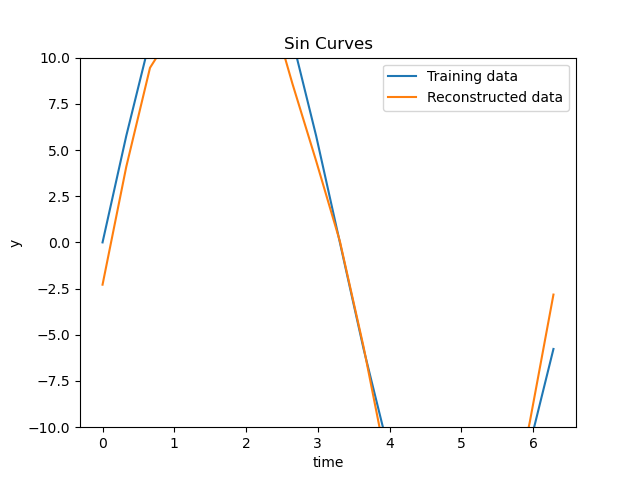 Sin Curves
Training data
Reconstructed data
10.0
7.5
5.0
2.5
0.0
−2.5
−5.0
−7.5
−10.0
y
0 1 2 3 4 5 6
time